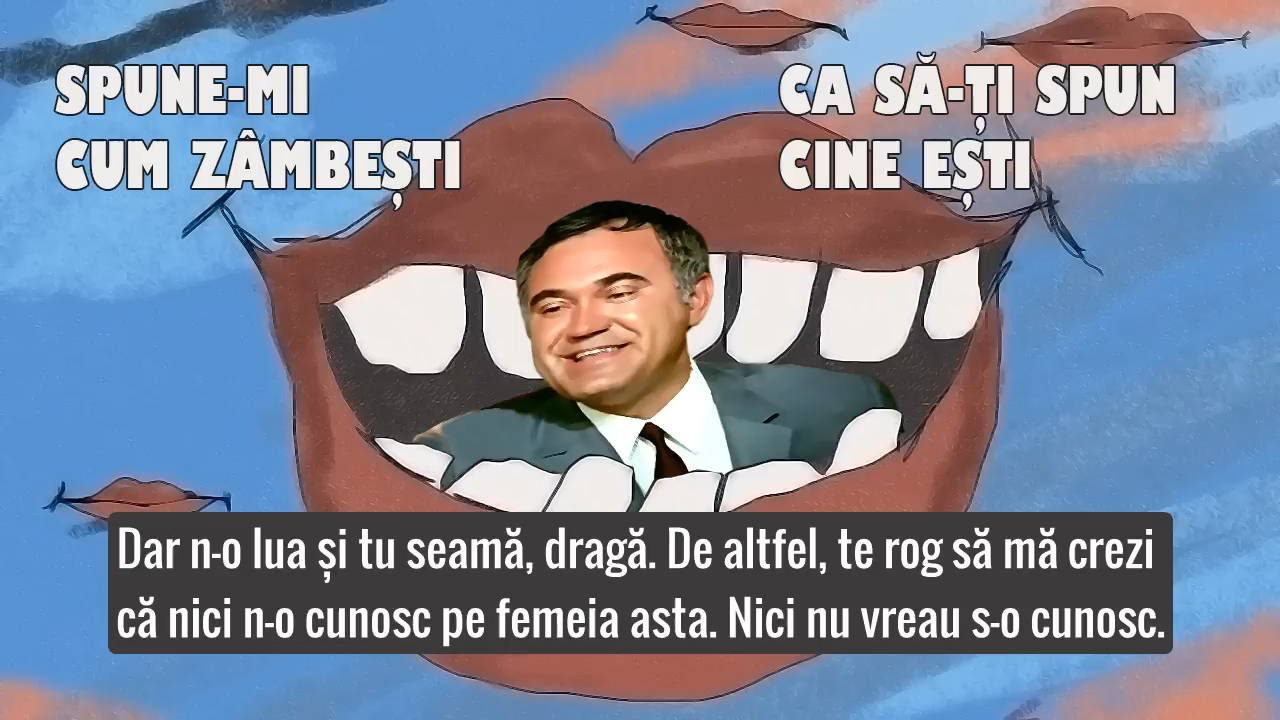 SPUNE-MI
CUM ZÂMBEȘTI
CA SĂ-ȚI SPUN
CINE EȘTI
Dar n-o lua și tu seamă, dragă. De altfel, te rog să mă crezi
că nici n-o cunosc pe femeia asta. Nici nu vreau s-o cunosc.